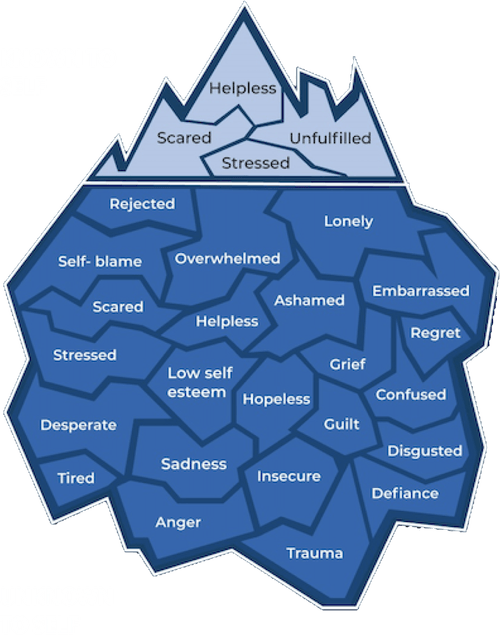 Helpless
Scared
Unfulfilled
Stressed
Rejected
Lonely
Self- blame
Overwhelmed
Embarrassed
Scared
Ashamed
Helpless
Regret
Stressed
Grief
Low self
esteem
Hopeless
Confused
Desperate
Guilt
Disgusted
Sadness
Tired
Insecure
Defiance
Anger
Trauma